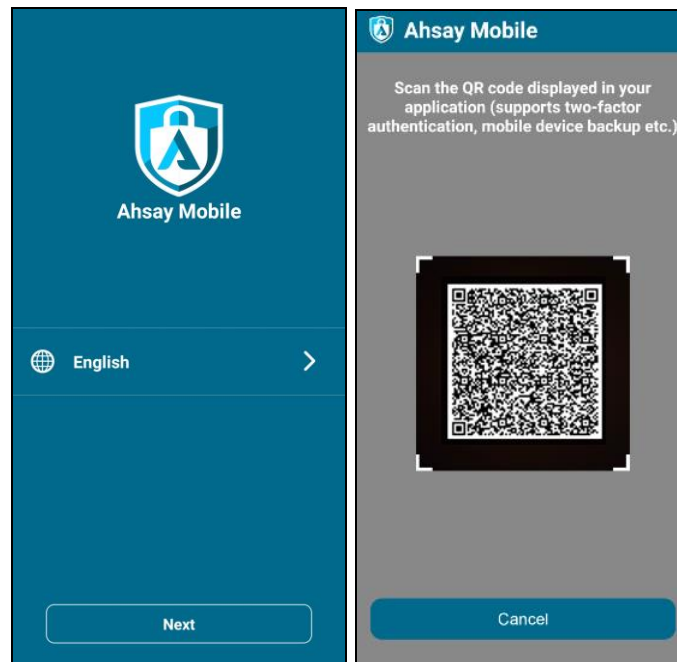 Ahsay Mobile
English
Next
Ahsay Mobile
Scan the QR code displayed in your
application (supports two-factor
authentication, mobile device backup etc.)
Cancel